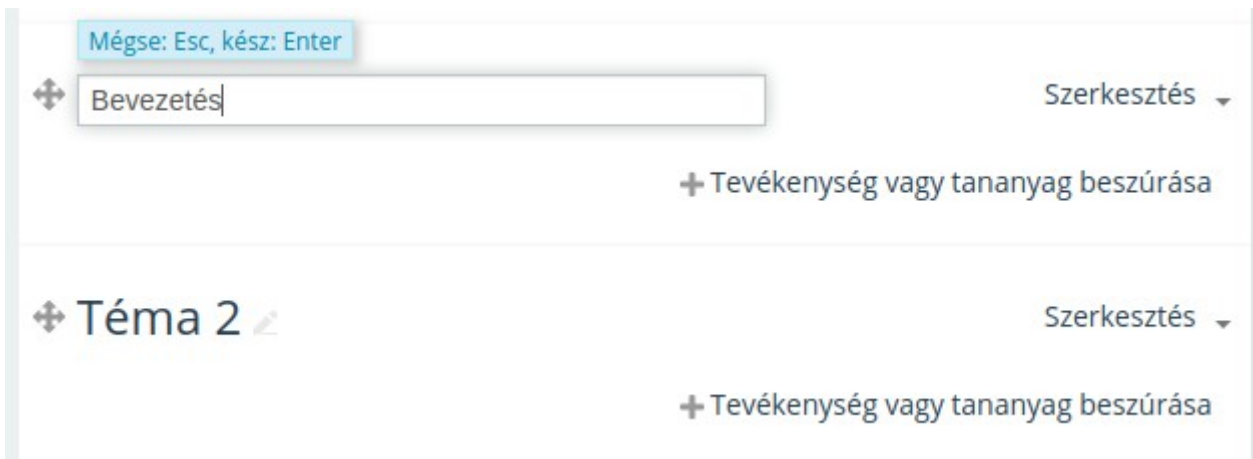 Mégse: Esc, kész: Enter
Bevezetés
Szerkesztés
Tevékenység vagy tananyag beszúrása
Téma 2
Szerkesztés
Tevékenység vagy tananyag beszúrása